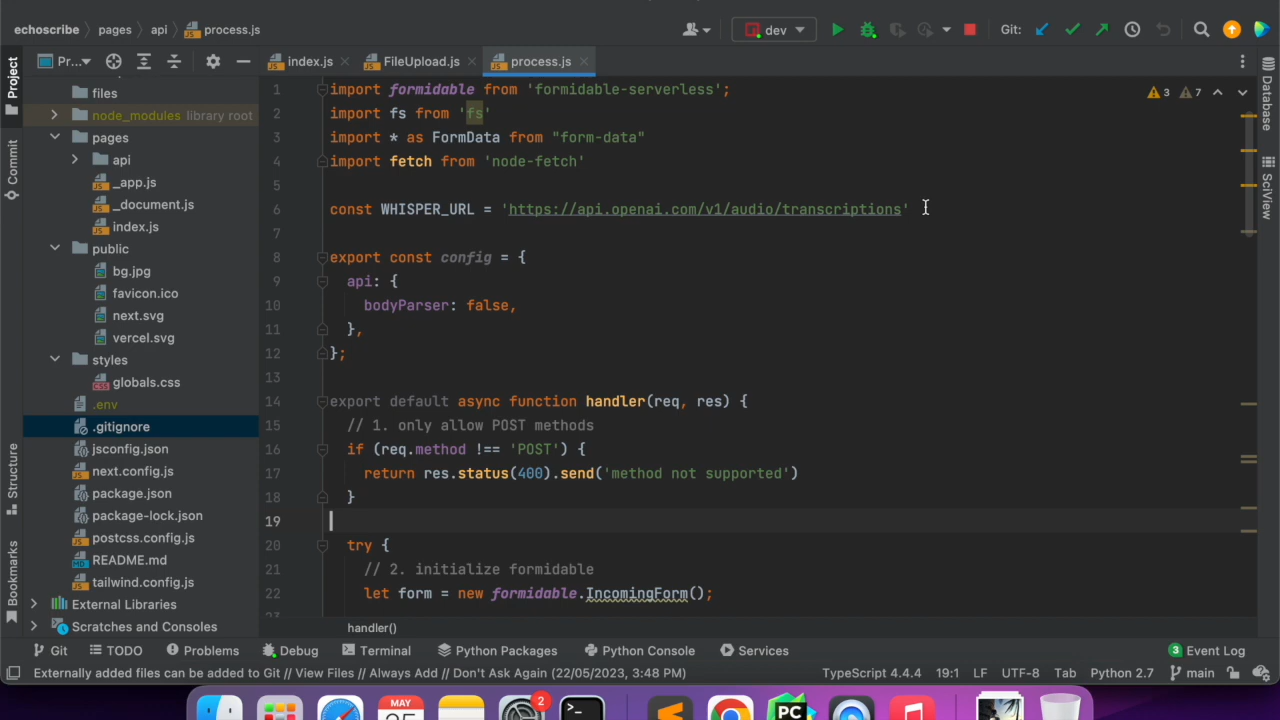 echoscribe pages api process.js dev Git:
Project Pr... index.js FileUpload.js process.js
files
node_modules library root
pages
api
_app.js
_document.js
index.js
public
bg.jpg
favicon.ico
next.svg
vercel.svg
styles
globals.css
.env
.gitignore
jsconfig.json
next.config.js
package.json
package-lock.json
postcss.config.js
README.md
tailwind.config.js
External Libraries
Scratches and Consoles
Commit
Structure
Bookmarks
1 import formidable from 'formidable-serverless';
2 import fs from 'fs'
3 import * as FormData from "form-data"
4 import fetch from 'node-fetch'
5
6 const WHISPER_URL = 'https://api.openai.com/v1/audio/transcriptions'
7
8 export const config = {
9 api: {
10 bodyParser: false,
11 },
12 };
13
14 export default async function handler(req, res) {
15 // 1. only allow POST methods
16 if (req.method !== 'POST') {
17 return res.status(400).send('method not supported')
18 }
19
20 try {
21 // 2. initialize formidable
22 let form = new formidable.IncomingForm();
3 7
Database
SciView
handler()
Git TODO Problems Debug Terminal Python Packages Python Console Services 3 Event Log
Externally added files can be added to Git // View Files // Always Add // Don't Ask Again (22/05/2023, 3:48 PM) TypeScript 4.4.4 19:1 LF UTF-8 Tab Python 2.7 main
MAY
2
PC